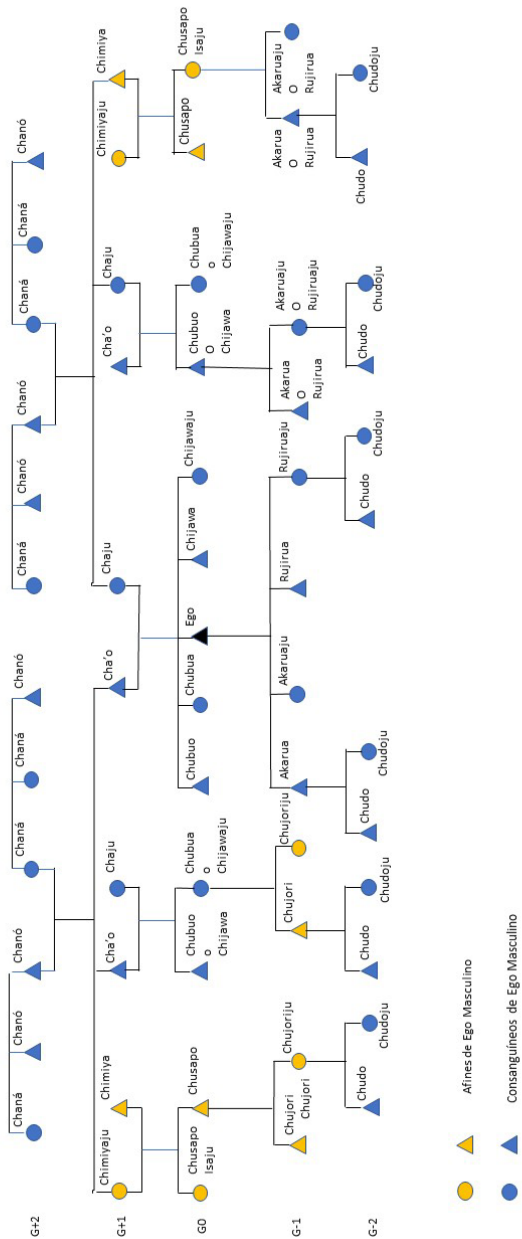 G+2
Chaná
Chanó
Chanó
Chaná
Chaná
Chanó
Chaná
Chanó
Chanó
Chaná
Chaná
Chanó
G+1
Chimiyaju
Chimiya
Cha'o
Chaju
Cha'o
Chaju
Cha'o
Chaju
Chimiyaju
Chimiya
G0
Chusapo
Isaju
Chusapo
Chubuo
o
Chijawa
Chubua
o
Chijawaju
Chubuo
Chubua
Ego
Chijawa
Chijawaju
Chubuo
O
Chijawa
Chubua
o
Chijawaju
Chusapo
Chusapo
Isaju
G-1
Chujori
Chujori
Chujoriju
Chujori
Chujoriju
Akarua
Akaruaju
Rujirua
Rujiruaju
Akarua
O
Rujirua
Akaruaju
O
Rujiruaju
Akarua
O
Rujirua
Akaruaju
O
Rujirua
G-2
Chudo
Chudoju
Chudo
Chudoju
Chudo
Chudoju
Chudo
Chudoju
Chudo
Chudoju
Chudo
Chudoju
Afines de Ego Masculino
Consanguíneos de Ego Masculino